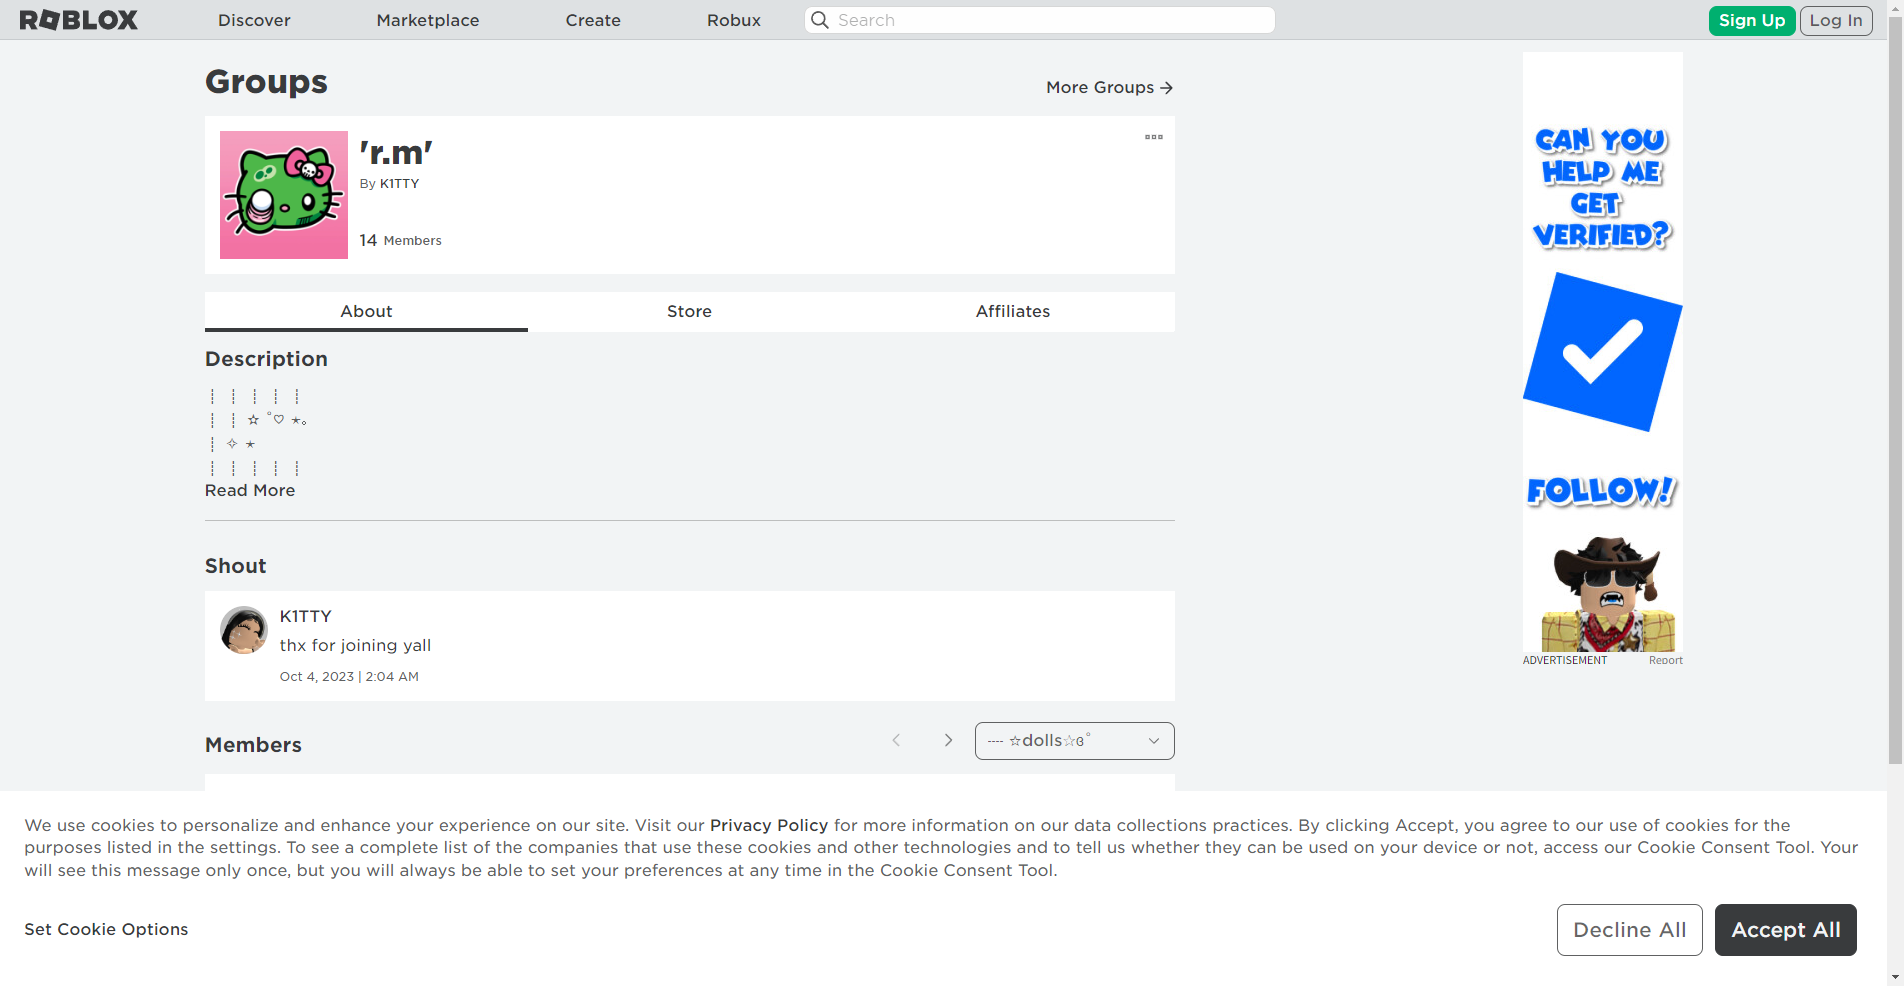 ROBLOX
Discover
Marketplace
Create
Robux
Search
Sign Up
Log In
Groups
More Groups →
'r.m'
By K1TTY
14 Members
About
Store
Affiliates
Description
┊ ┊ ┊ ┊ ┊
┊ ┊ ☆ ˚♡ ⋆。
┊ ✧ ⋆
┊ ┊ ┊ ┊ ┊
Read More
Shout
K1TTY
thx for joining yall
Oct 4, 2023 | 2:04 AM
Members
---- ☆dolls☆ɞ˚
CAN YOU
HELP ME
GET
VERIFIED?
FOLLOW!
ADVERTISEMENT
Report
We use cookies to personalize and enhance your experience on our site. Visit our Privacy Policy for more information on our data collections practices. By clicking Accept, you agree to our use of cookies for the
purposes listed in the settings. To see a complete list of the companies that use these cookies and other technologies and to tell us whether they can be used on your device or not, access our Cookie Consent Tool. Your
will see this message only once, but you will always be able to set your preferences at any time in the Cookie Consent Tool.
Set Cookie Options
Decline All
Accept All